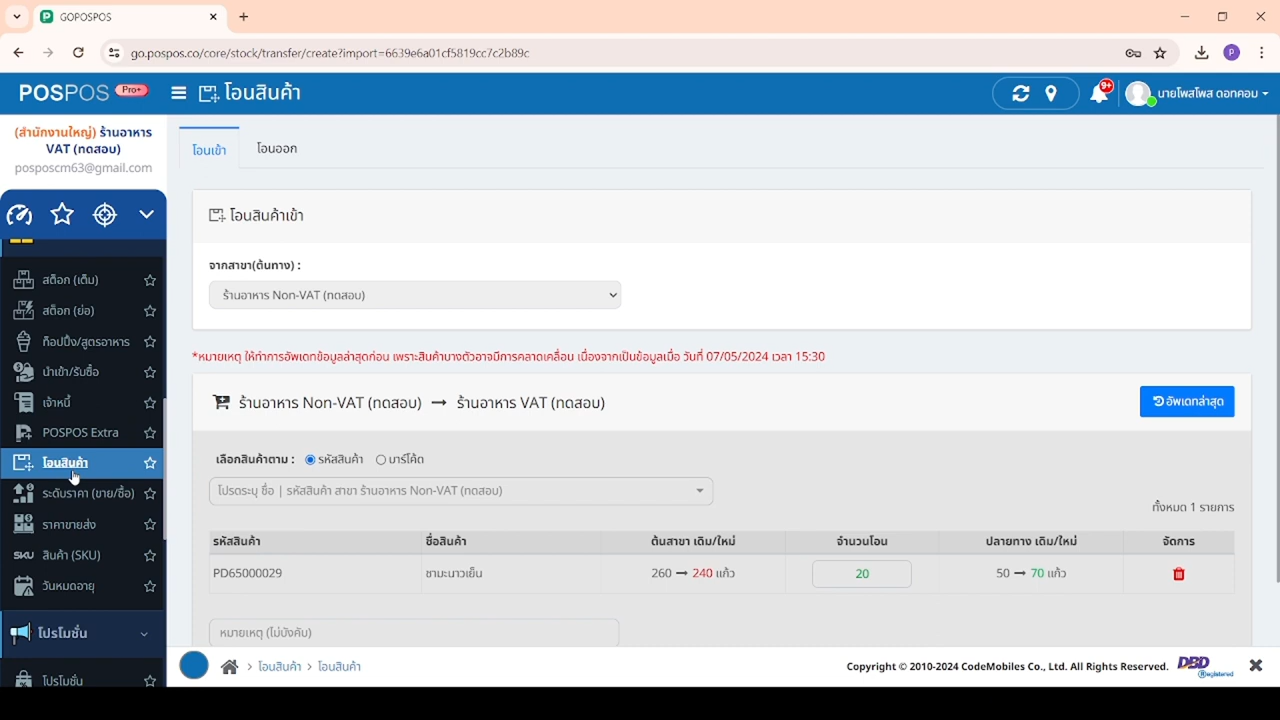 GOPOSPOS
go.pospos.co/core/stock/transfer/create?import=6639e6a01cf5819cc7c2b89c
P
POSPOS Pro+
โอนสินค้า
9+
นายโพสโพส ดอทคอม
(สำนักงานใหญ่) ร้านอาหาร
VAT (ทดสอบ)
posposcm63@gmail.com
สต็อก (เต็ม)
สต็อก (ย่อ)
ท็อปปิ้ง/สูตรอาหาร
นำเข้า/รับซื้อ
เจ้าหนี้
POSPOS Extra
โอนสินค้า
ระดับราคา (ขาย/ซื้อ)
ราคาขายส่ง
SKU สินค้า (SKU)
วันหมดอายุ
โปรโมชั่น
โปรโมชั่น
โอนเข้า โอนออก
โอนสินค้าเข้า
จากสาขา(ต้นทาง) :
ร้านอาหาร Non-VAT (ทดสอบ)
*หมายเหตุ ให้ทำการอัพเดทข้อมูลล่าสุดก่อน เพราะสินค้าบางตัวอาจมีการคลาดเคลื่อน เนื่องจากเป็นข้อมูลเมื่อ วันที่ 07/05/2024 เวลา 15:30
ร้านอาหาร Non-VAT (ทดสอบ) → ร้านอาหาร VAT (ทดสอบ)
อัพเดทล่าสุด
เลือกสินค้าตาม : รหัสสินค้า บาร์โค้ด
โปรดระบุ ชื่อ | รหัสสินค้า สาขา ร้านอาหาร Non-VAT (ทดสอบ)
ทั้งหมด 1 รายการ
รหัสสินค้า ชื่อสินค้า ต้นสาขา เดิม/ใหม่ จำนวนโอน ปลายทาง เดิม/ใหม่ จัดการ
PD65000029 ชามะนาวเย็น 260 → 240 แก้ว 20 50 → 70 แก้ว
หมายเหตุ (ไม่บังคับ)
> โอนสินค้า > โอนสินค้า
Copyright © 2010-2024 CodeMobiles Co., Ltd. All Rights Reserved.
DBD
Registered